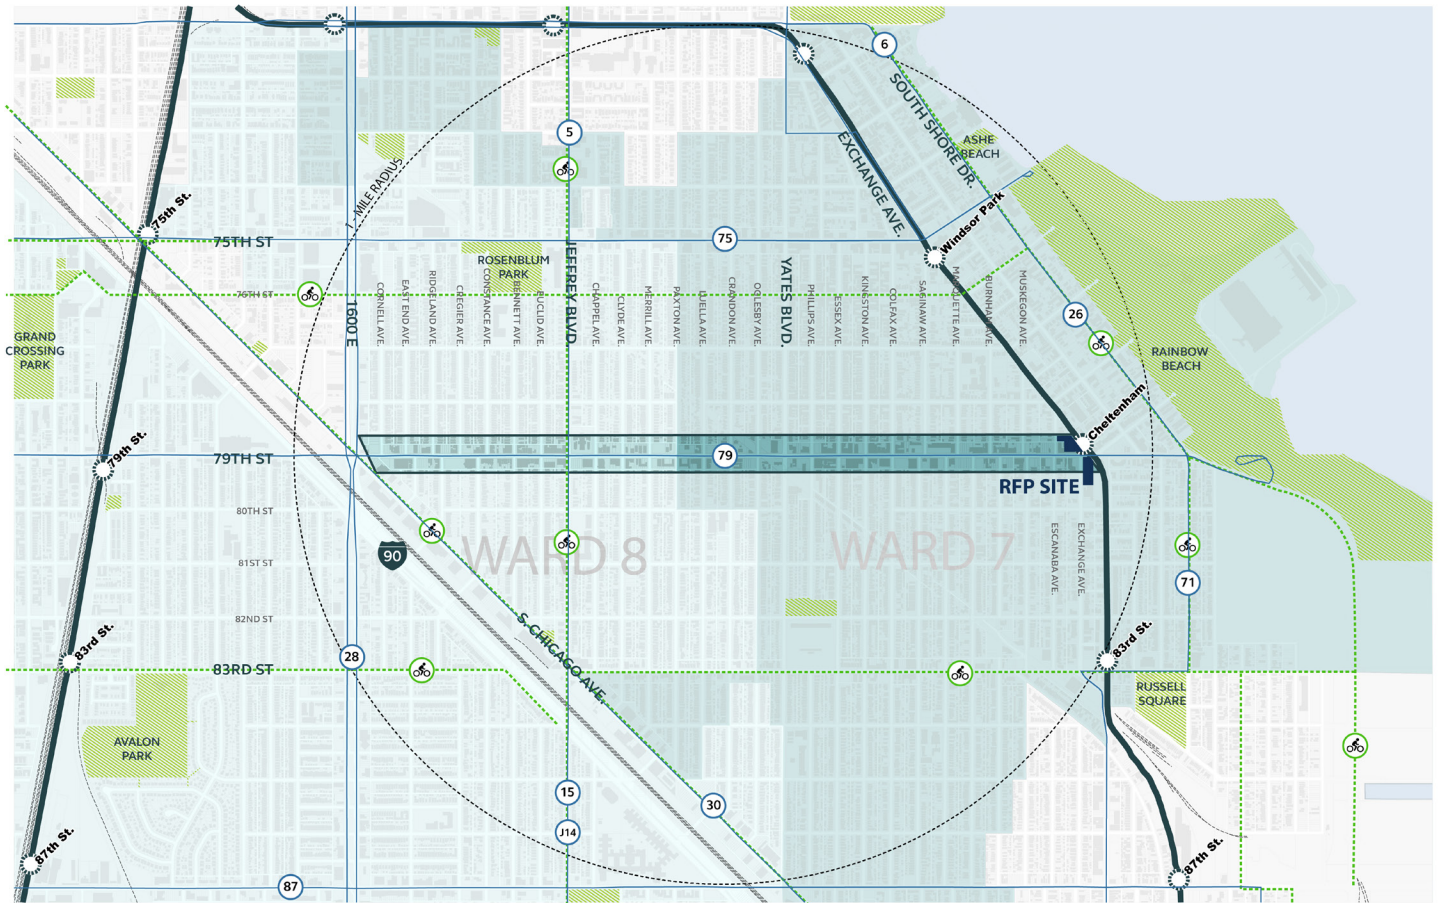 6
SOUTH SHORE DR.
5
ASHE
BEACH
EXCHANGE AVE.
1 - MILE RADIUS
75th St.
75TH ST
75
Windsor Park
ROSENBLUM
PARK
JEFFREY BLVD.
YATES BLVD.
76TH ST
1600 E
CORNELL AVE.
EAST END AVE.
RIDGELAND AVE.
CREGIER AVE.
CONSTANCE AVE.
BENNETT AVE.
EUCLID AVE.
CHAPPEL AVE.
CLYDE AVE.
MERRILL AVE.
PAXTON AVE.
LUELLA AVE.
CRANDON AVE.
OGLESBY AVE.
PHILLIPS AVE.
ESSEX AVE.
KINGSTON AVE.
COLFAX AVE.
SAGINAW AVE.
MARQUETTE AVE.
BURNHAM AVE.
MUSKEGON AVE.
26
GRAND
CROSSING
PARK
RAINBOW
BEACH
Cheltenham
79th St.
79TH ST
79
RFP SITE
80TH ST
ESCANABA AVE.
EXCHANGE AVE.
90
WARD 8
WARD 7
81ST ST
71
82ND ST
S. CHICAGO AVE.
83rd St.
28
83rd St.
83RD ST
RUSSELL
SQUARE
AVALON
PARK
15
30
J14
87th St.
87th St.
87